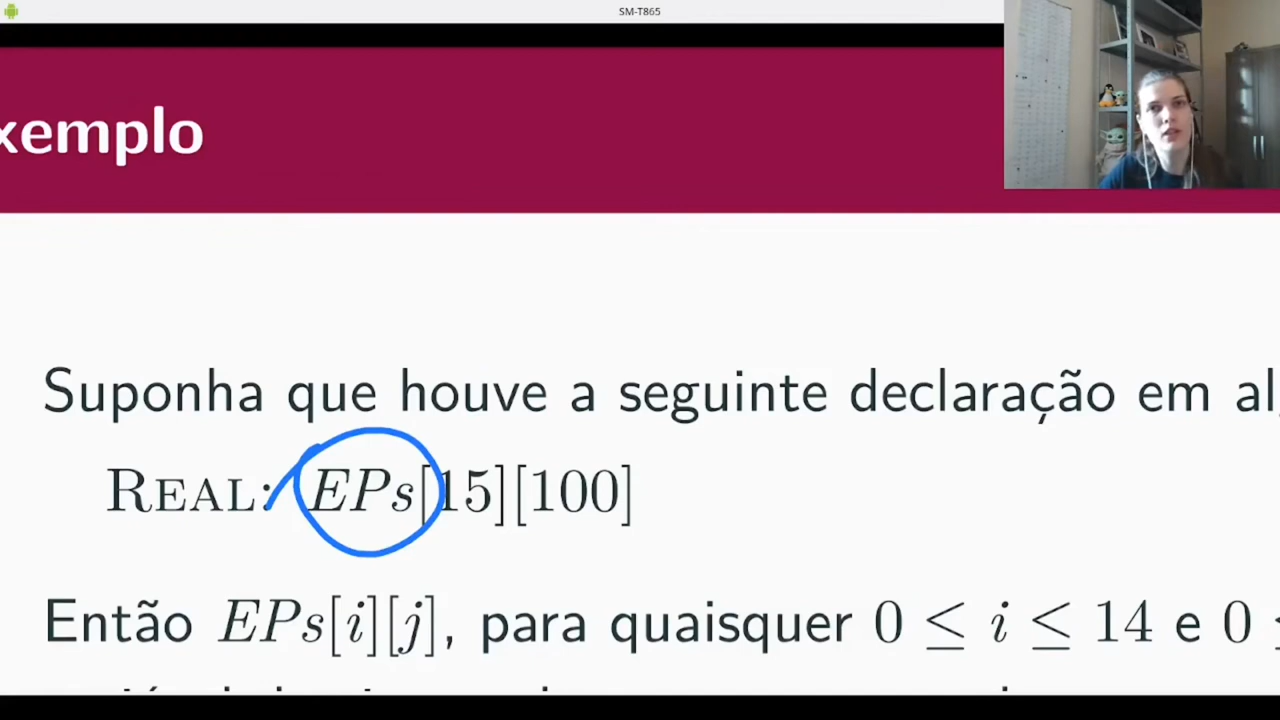 SM-T865
xemplo
Suponha que houve a seguinte declaração em al
REAL: EPs[15][100]
Então EPs[i][j], para quaisquer 0 ≤ i ≤ 14 e 0 ≤